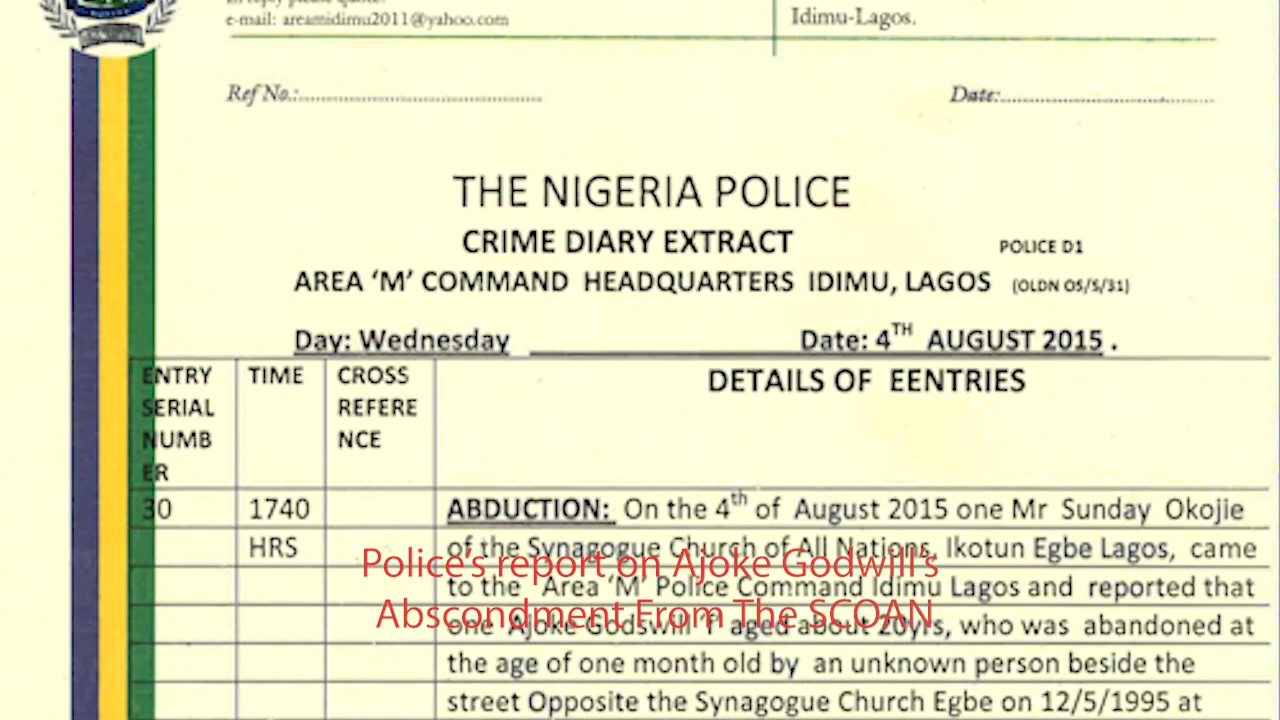 In reply please quote:
e-mail: areamidimu2011@yahoo.com
Idimu-Lagos.
Ref No.:
Date:
THE NIGERIA POLICE
CRIME DIARY EXTRACT
POLICE D1
AREA ‘M’ COMMAND HEADQUARTERS IDIMU, LAGOS (OLDN O5/S/31)
Day: Wednesday Date: 4TH AUGUST 2015 .
ENTRY SERIAL NUMB ER
TIME
CROSS REFERE NCE
DETAILS OF EENTRIES
30 1740 ABDUCTION: On the 4th of August 2015 one Mr Sunday Okojie
HRS of the Synagogue Church of All Nations, Ikotun Egbe Lagos, came
to the ‘Area ‘M’ Police Command Idimu Lagos and reported that
one Ajoke Godswill ‘f’ aged about 20yrs, who was abandoned at
the age of one month old by an unknown person beside the
street Opposite the Synagogue Church Egbe on 12/5/1995 at
Police’s report on Ajoke Godwill’s
Abscondment From The SCOAN